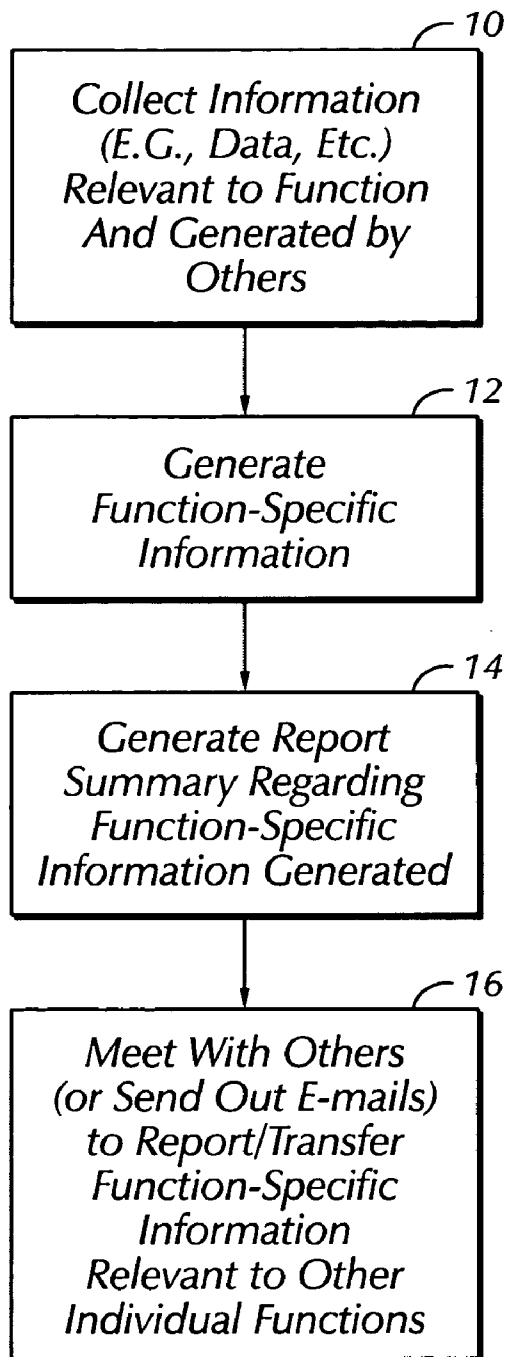 10
Collect Information
(E.G., Data, Etc.)
Relevant to Function
And Generated by
Others
12
Generate
Function-Specific
Information
14
Generate Report
Summary Regarding
Function-Specific
Information Generated
16
Meet With Others
(or Send Out E-mails)
to Report/Transfer
Function-Specific
Information
Relevant to Other
Individual Functions